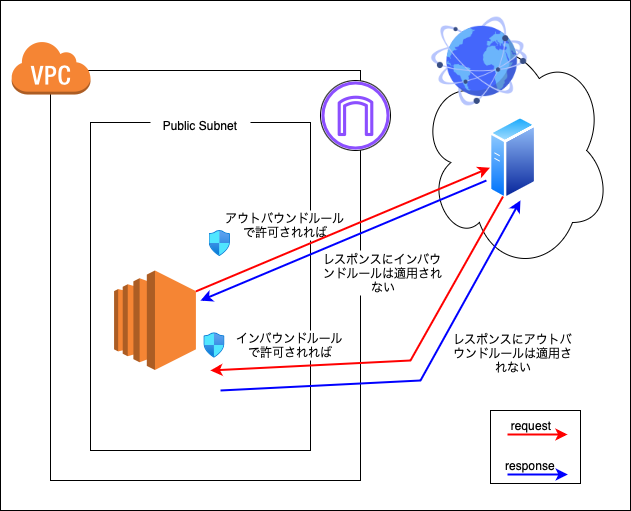 VPC
Public Subnet
アウトバウンドルール
で許可されれば
レスポンスにインバウ
ンドルールは適用され
ない
インバウンドルール
で許可されれば
レスポンスにアウトバ
ウンドルールは適用さ
れない
request
response